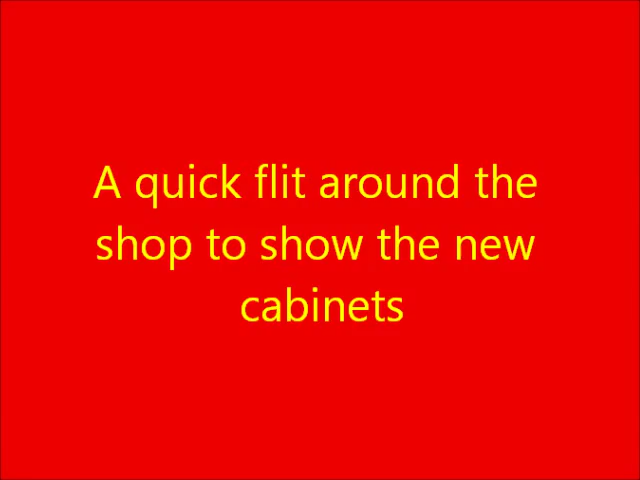 A quick flit around the
shop to show the new
cabinets